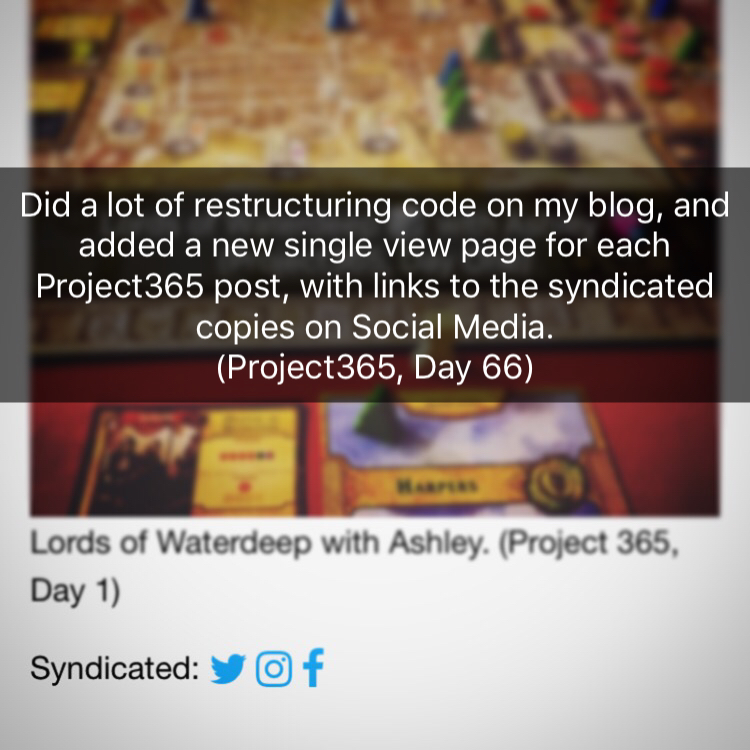 Did a lot of restructuring code on my blog, and
added a new single view page for each
Project365 post, with links to the syndicated
copies on Social Media.
(Project365, Day 66)
HARPERS
Lords of Waterdeep with Ashley. (Project 365,
Day 1)
Syndicated: